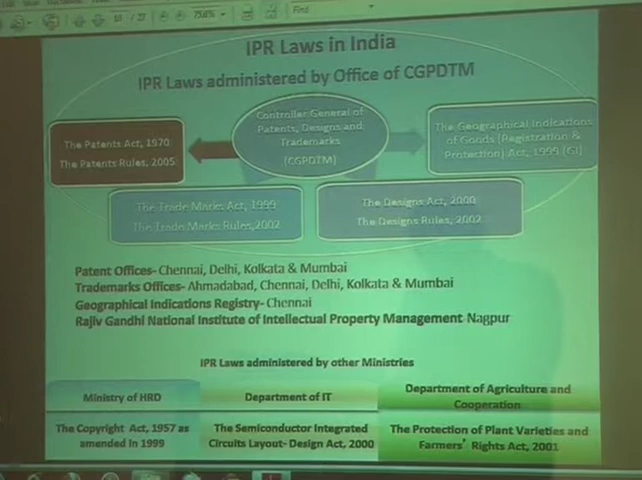 10 / 27
75.6%
Find
IPR Laws in India
IPR Laws administered by Office of CGPDTM
Controller General of
Patents, Designs and
Trademarks
(CGPDTM)
The Patents Act, 1970
The Patents Rules, 2005
The Geographical Indications
of Goods (Registration &
Protection) Act, 1999 (GI)
The Trade Marks Act, 1999
The Trade Marks Rules,2002
The Designs Act, 2000
The Designs Rules, 2002
Patent Offices- Chennai, Delhi, Kolkata & Mumbai
Trademarks Offices- Ahmadabad, Chennai, Delhi, Kolkata & Mumbai
Geographical Indications Registry- Chennai
Rajiv Gandhi National Institute of Intellectual Property Management Nagpur
IPR Laws administered by other Ministries
Ministry of HRD
Department of IT
Department of Agriculture and
Cooperation
The Copyright Act, 1957 as
amended in 1999
The Semiconductor Integrated
Circuits Layout- Design Act, 2000
The Protection of Plant Varieties and
Farmers' Rights Act, 2001